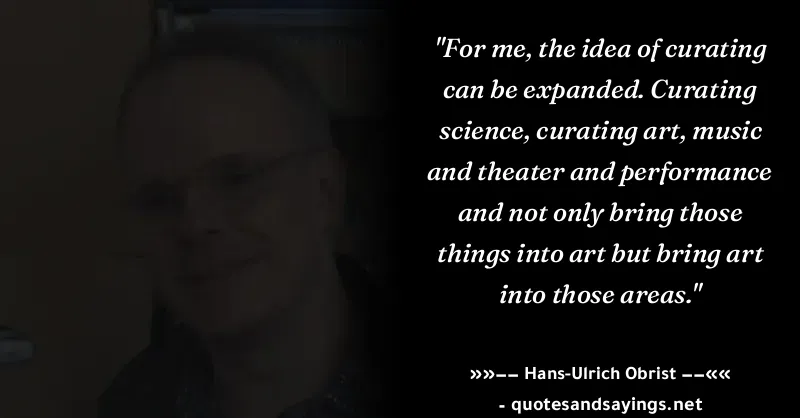 "For me, the idea of curating
can be expanded. Curating
science, curating art, music
and theater and performance
and not only bring those
things into art but bring art
into those areas."
»»−− Hans-Ulrich Obrist −−««
- quotesandsayings.net